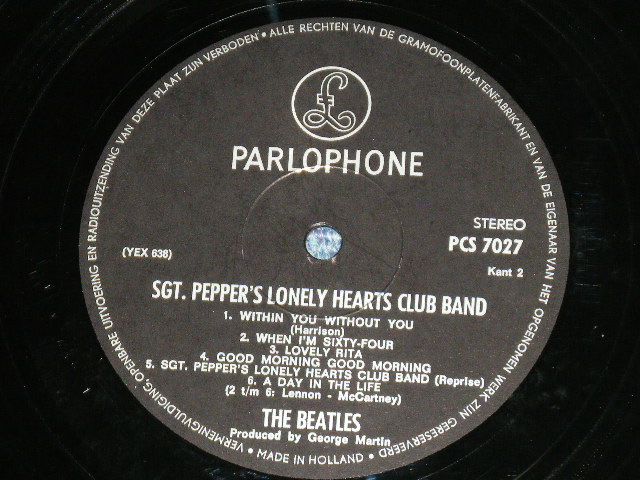 ALLE RECHTEN VAN DE GRAMOFOONPLATENFABRIKANT EN VAN DE EIGENAAR VAN HET OPGENOMEN WERK ZIJN GERESERVEERD • MADE IN HOLLAND • VERMENIGVULDIGING, OPENBARE UITVOERING EN RADIOUITZENDING VAN DEZE PLAAT ZIJN VERBODEN •
£
PARLOPHONE
STEREO
PCS 7027
(YEX 638)
Kant 2
SGT. PEPPER'S LONELY HEARTS CLUB BAND
1. WITHIN YOU WITHOUT YOU
(Harrison)
2. WHEN I'M SIXTY-FOUR
3. LOVELY RITA
4. GOOD MORNING GOOD MORNING
5. SGT. PEPPER'S LONELY HEARTS CLUB BAND (Reprise)
6. A DAY IN THE LIFE
(2 t/m 6: Lennon - McCartney)
THE BEATLES
Produced by George Martin